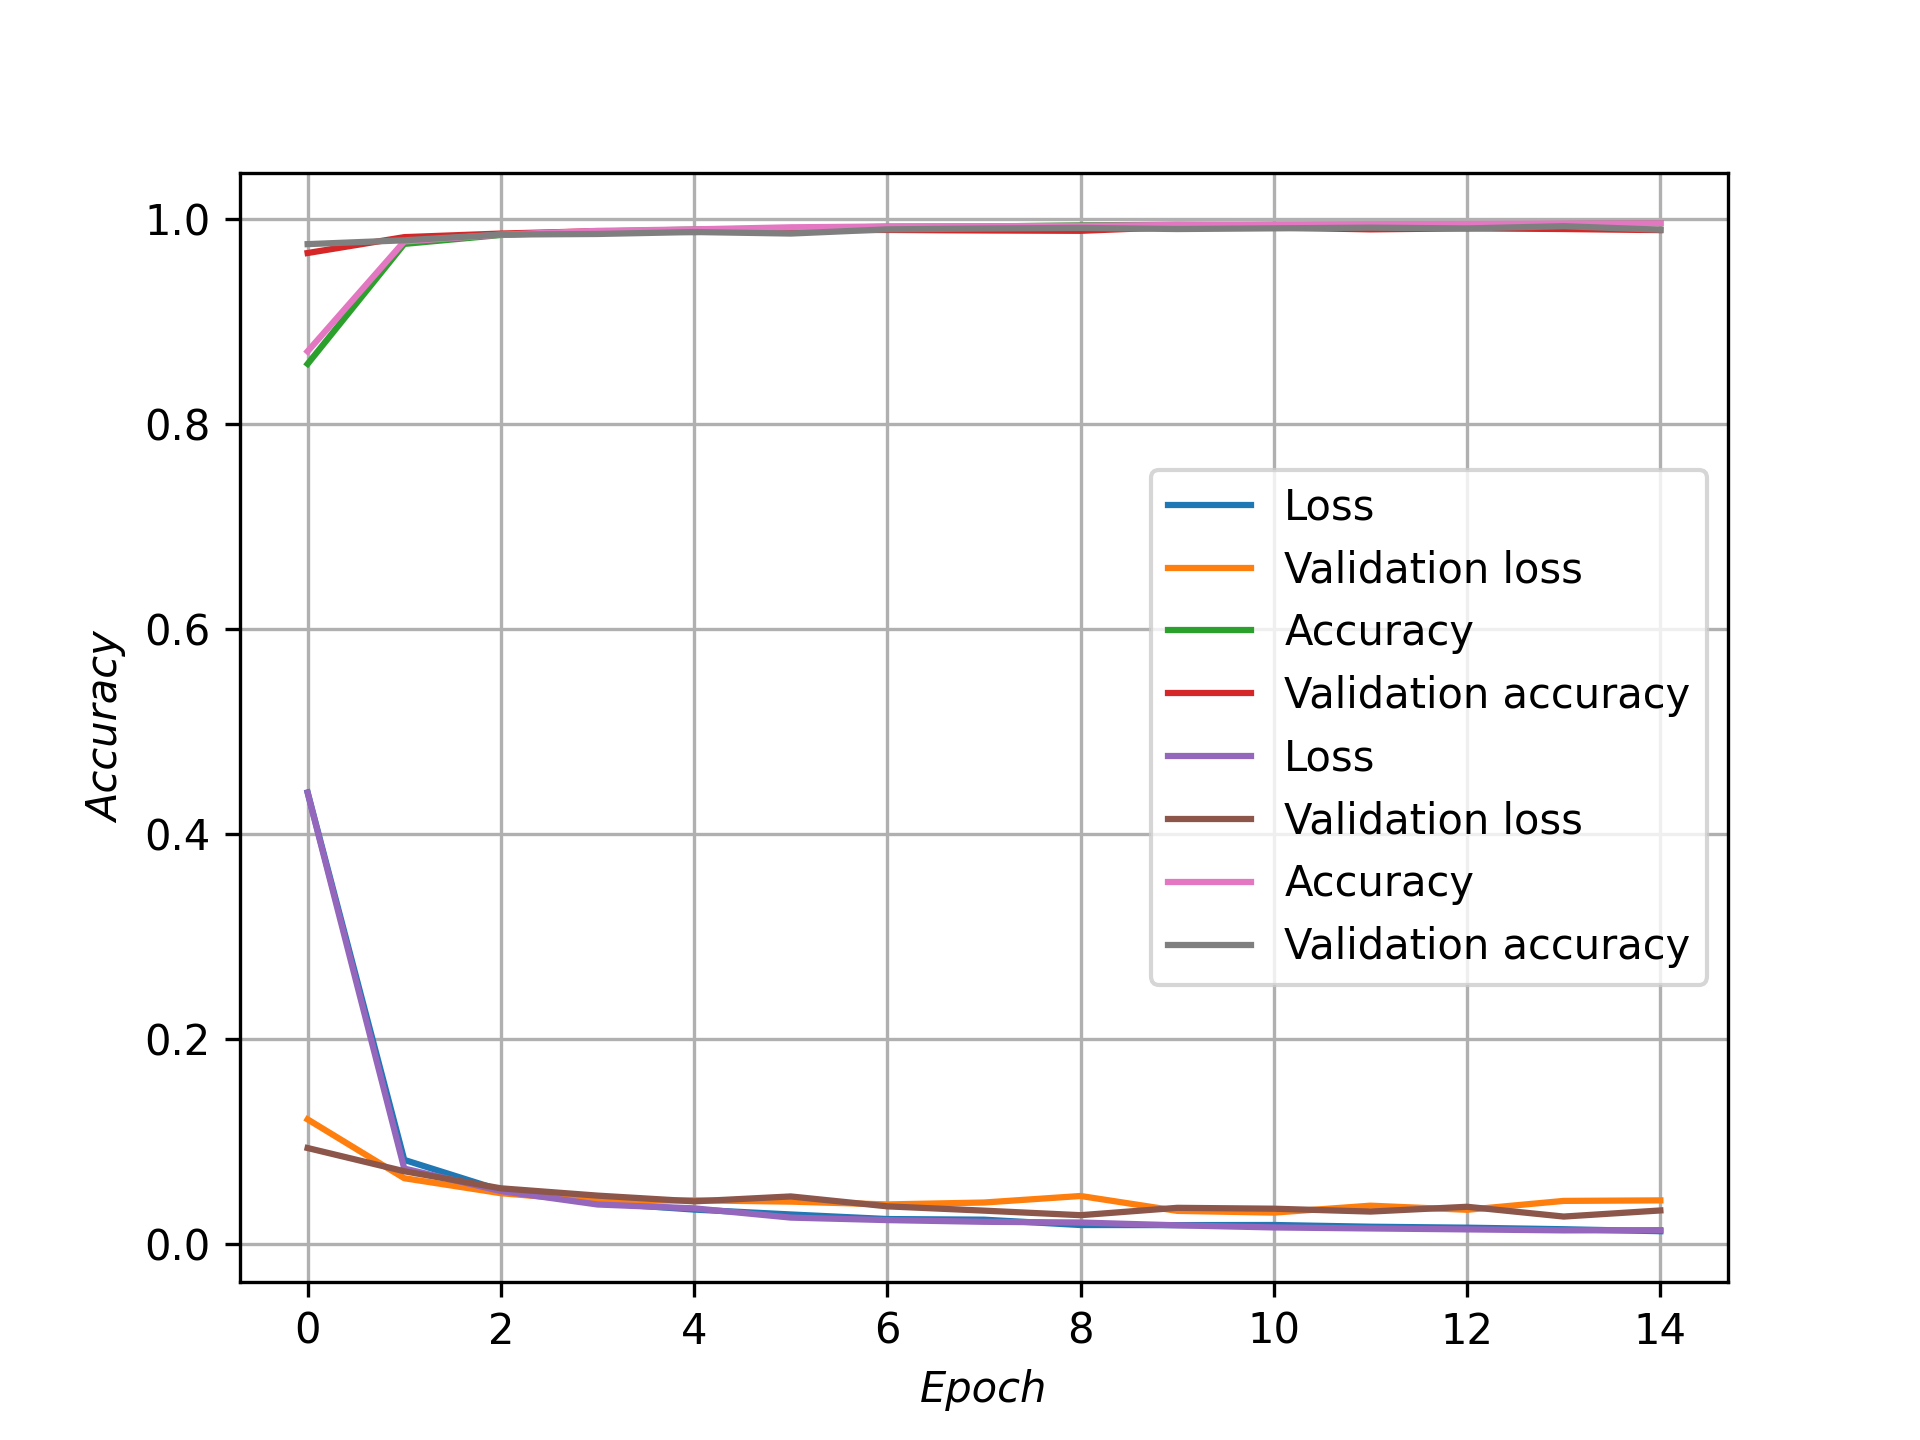 1.0
0.8
0.6
0.4
0.2
0.0
Accuracy
0 2 4 6 8 10 12 14
Epoch
Loss
Validation loss
Accuracy
Validation accuracy
Loss
Validation loss
Accuracy
Validation accuracy